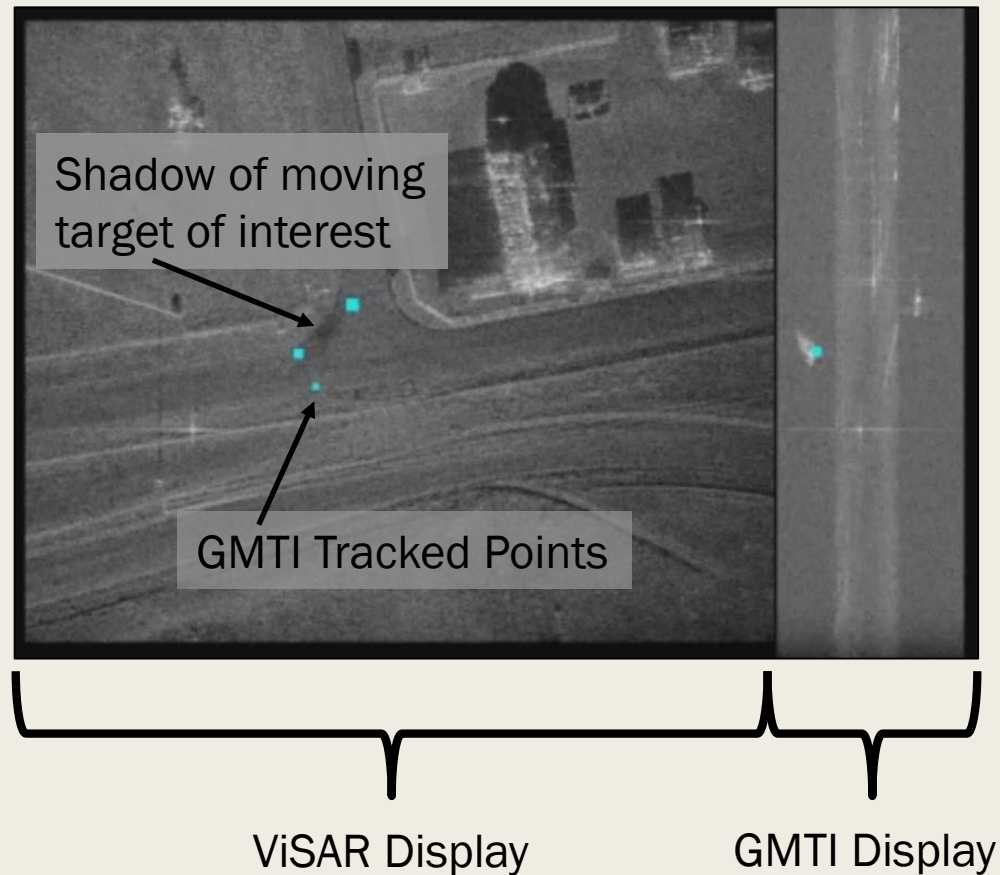 Shadow of moving
target of interest
GMTI Tracked Points
ViSAR Display
GMTI Display